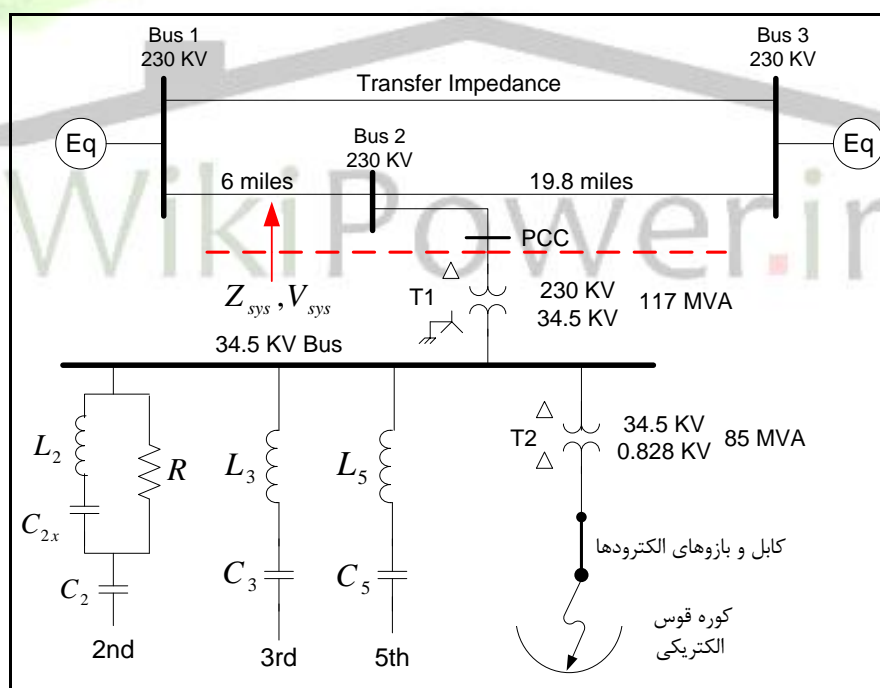 Bus 1
230 KV
Bus 3
230 KV
Transfer Impedance
Eq
Eq
Bus 2
230 KV
6 miles
19.8 miles
WikiPower.ir
PCC
Z_sys , V_sys
T1
230 KV
34.5 KV
117 MVA
34.5 KV Bus
L_2
R
C_2x
C_2
2nd
L_3
C_3
3rd
L_5
C_5
5th
T2
34.5 KV
0.828 KV
85 MVA
کابل و بازوهای الکترودها
کوره قوس
الکتریکی